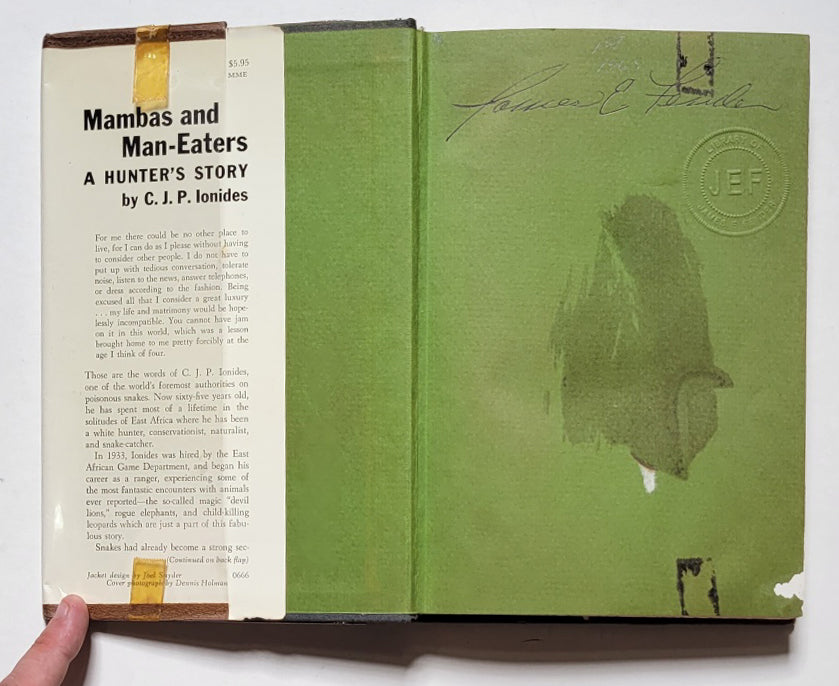 $5.95
MME
Mambas and
Man-Eaters
A HUNTER'S STORY
by C. J. P. Ionides
For me there could be no other place to
live, for I can do as I please without having
to consider other people. I do not have to
put up with tedious conversation, tolerate
noise, listen to the news, answer telephones,
or dress according to the fashion. Being
excused all that I consider a great luxury
. . . my life and matrimony would be hope-
lessly incompatible. You cannot have jam
on it in this world, which was a lesson
brought home to me pretty forcibly at the
age I think of four.
Those are the words of C. J. P. Ionides,
one of the world's foremost authorities on
poisonous snakes. Now sixty-five years old,
he has spent most of a lifetime in the
solitudes of East Africa where he has been
a white hunter, conservationist, naturalist,
and snake-catcher.
In 1933, Ionides was hired by the East
African Game Department, and began his
career as a ranger, experiencing some of
the most fantastic encounters with animals
ever reported—the so-called magic "devil
lions," rogue elephants, and child-killing
leopards which are just a part of this fabu-
lous story.
Snakes had already become a strong sec-
(Continued on back flap)
Jacket design by Joel Snyder 0666
Cover photograph by Dennis Holman
James E
LIBRARY OF
JEF